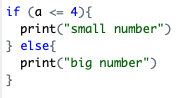 if (a <= 4){
  print("small number")
} else{
  print("big number")
}